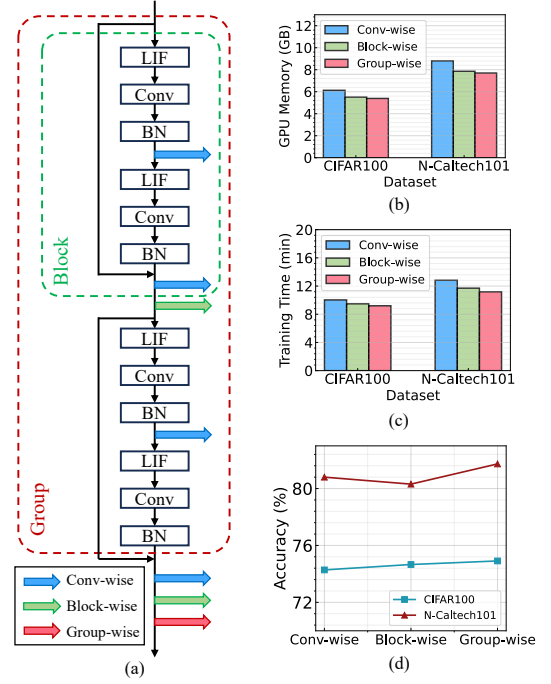 LIF
Conv
BN
LIF
Conv
BN
Block
LIF
Conv
BN
LIF
Conv
BN
Group
Conv-wise
Block-wise
Group-wise
(a)
12
10
8
6
4
2
0
GPU Memory (GB)
Conv-wise
Block-wise
Group-wise
CIFAR100
N-Caltech101
Dataset
(b)
20
16
12
8
4
0
Training Time (min)
Conv-wise
Block-wise
Group-wise
CIFAR100
N-Caltech101
Dataset
(c)
80
76
72
Accuracy (%)
CIFAR100
N-Caltech101
Conv-wise
Block-wise
Group-wise
(d)